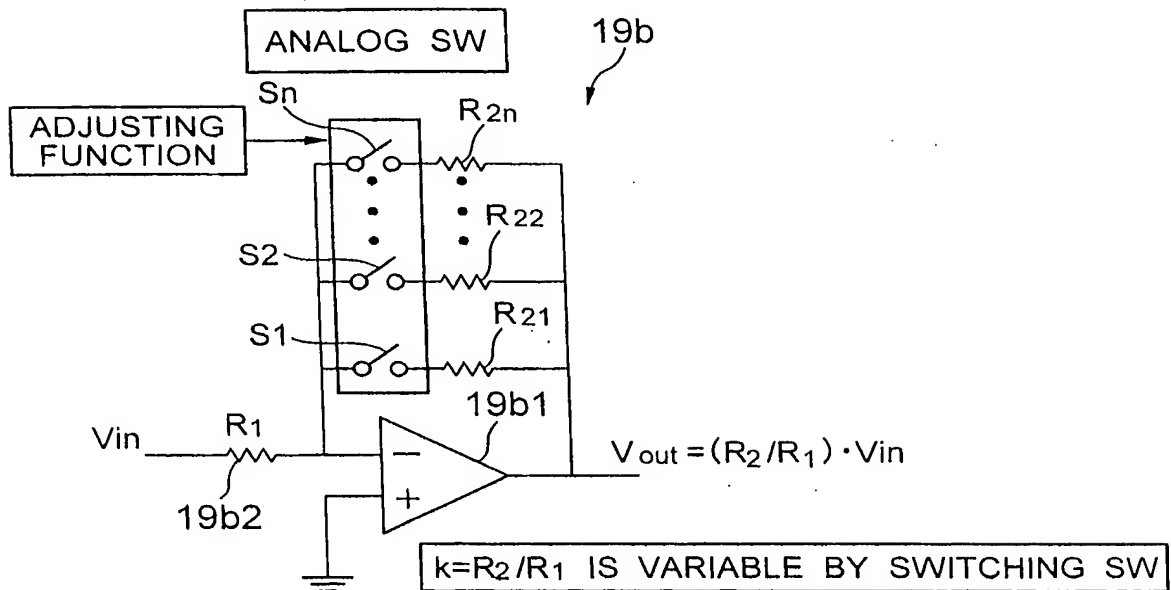 ANALOG SW
19b
Sn
R2n
ADJUSTING
FUNCTION
R22
S2
R21
S1
19b1
Vin
R1
−
+
Vout =(R2/R1)·Vin
19b2
k=R2/R1 IS VARIABLE BY SWITCHING SW